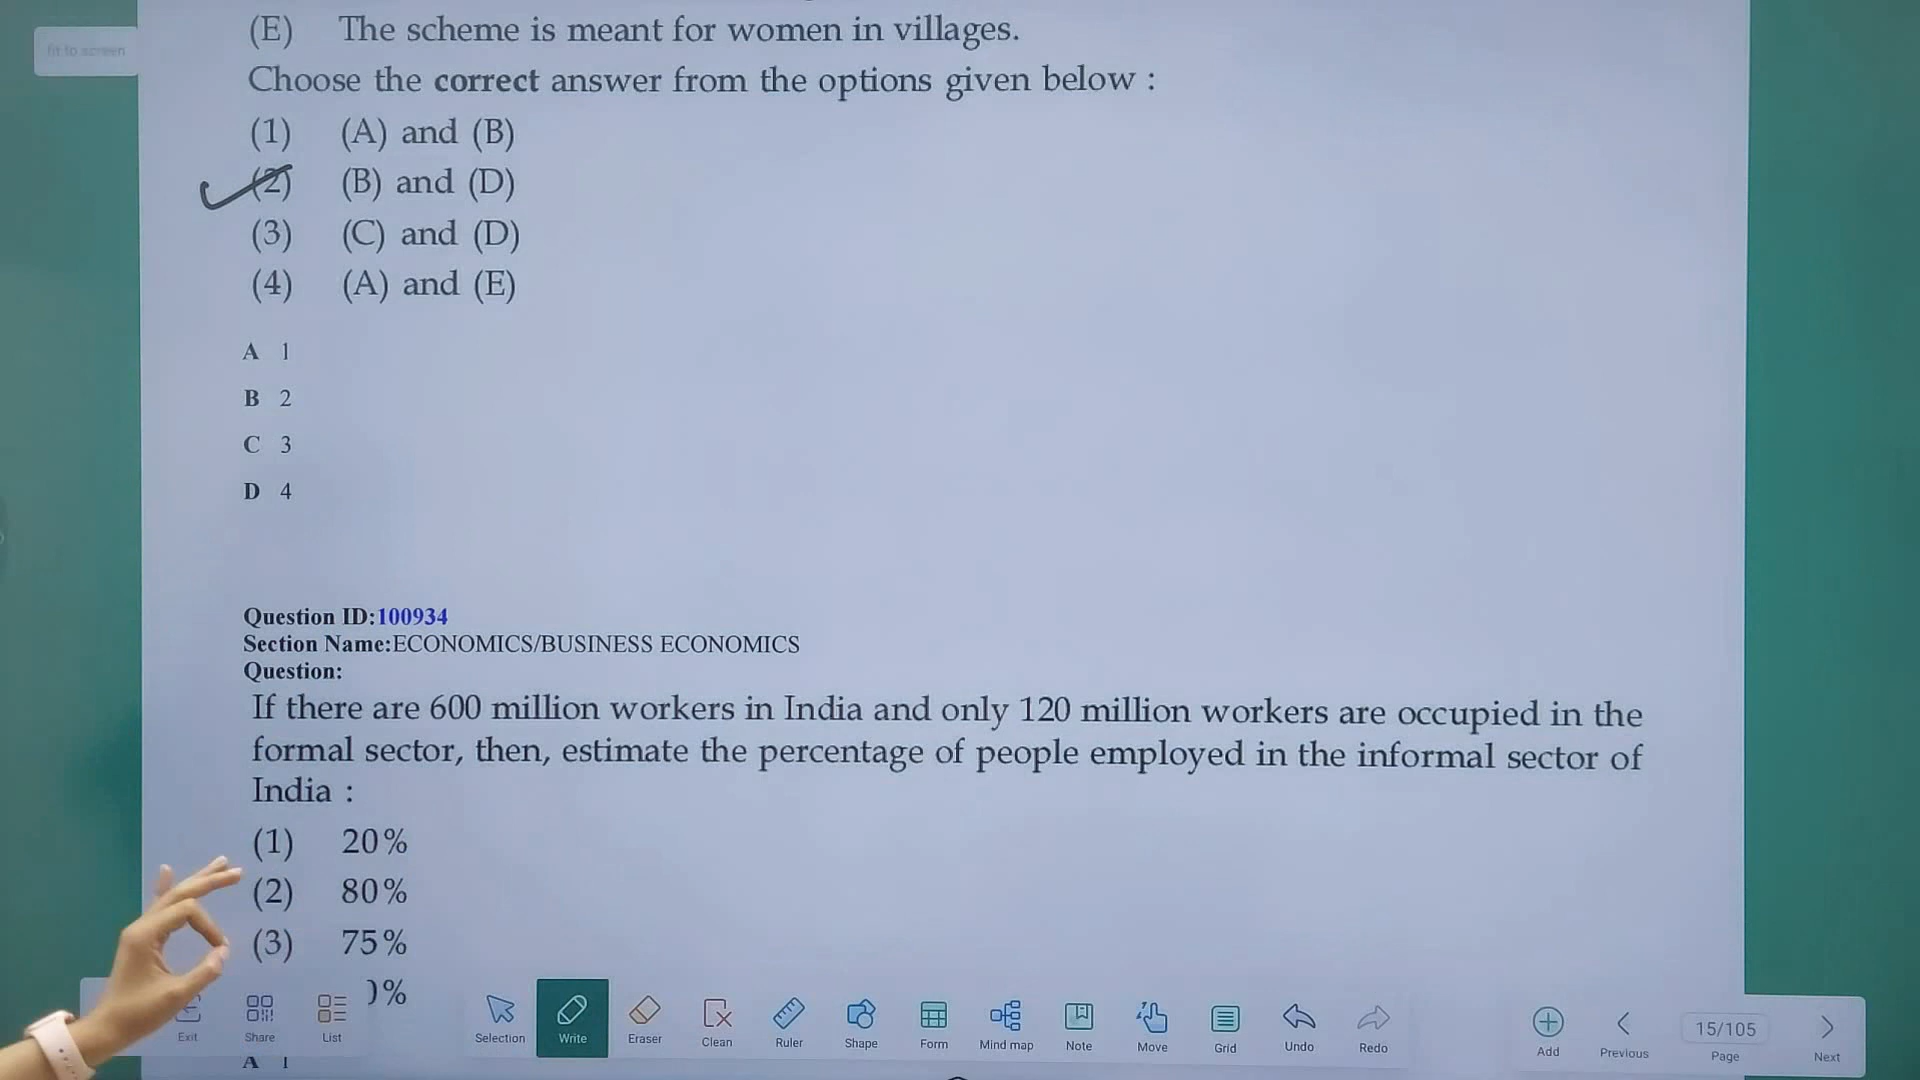 fit to screen
(E) The scheme is meant for women in villages.
Choose the correct answer from the options given below :
(1) (A) and (B)
(2) (B) and (D)
(3) (C) and (D)
(4) (A) and (E)
A 1
B 2
C 3
D 4
Question ID:100934
Section Name:ECONOMICS/BUSINESS ECONOMICS
Question:
If there are 600 million workers in India and only 120 million workers are occupied in the
formal sector, then, estimate the percentage of people employed in the informal sector of
India :
(1) 20%
(2) 80%
(3) 75%
0%
Exit Share List Selection Write Eraser Clean Ruler Shape Form Mind map Note Move Grid Undo Redo Add Previous 15/105 Page Next
A 1